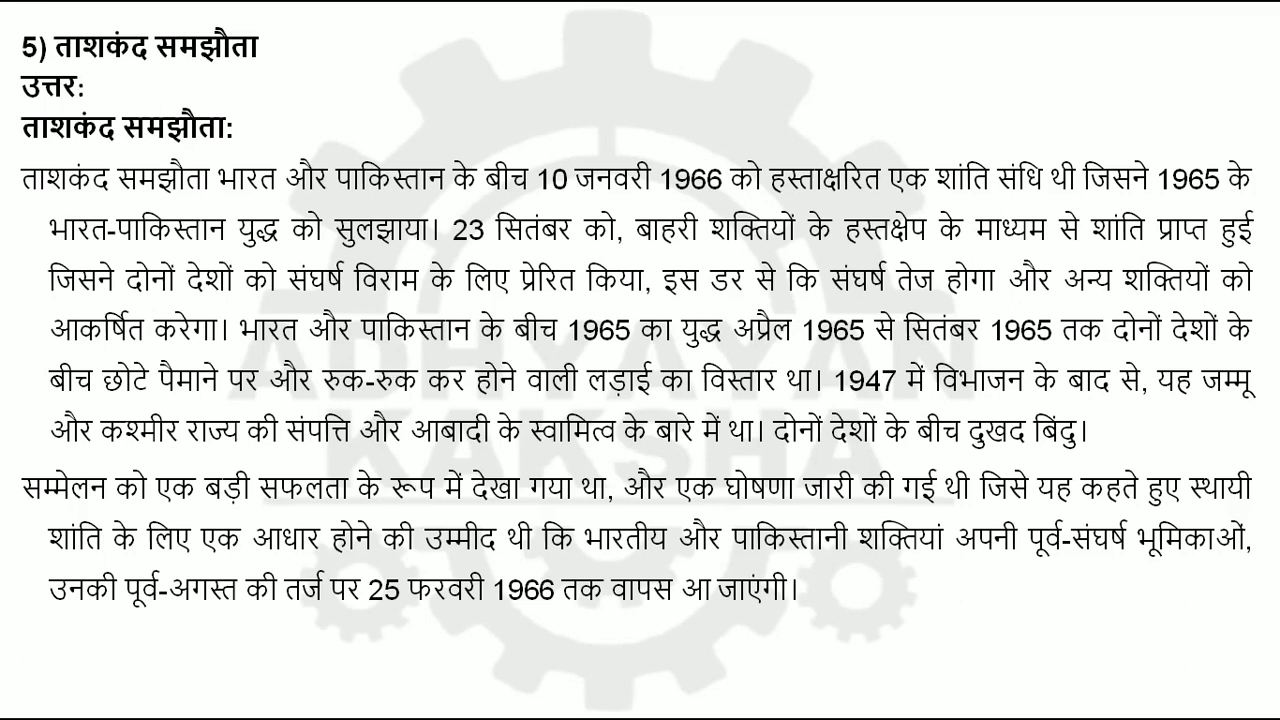 5) ताशकंद समझौता
उत्तर:
ताशकंद समझौता:
ताशकंद समझौता भारत और पाकिस्तान के बीच 10 जनवरी 1966 को हस्ताक्षरित एक शांति संधि थी जिसने 1965 के
भारत-पाकिस्तान युद्ध को सुलझाया। 23 सितंबर को, बाहरी शक्तियों के हस्तक्षेप के माध्यम से शांति प्राप्त हुई
जिसने दोनों देशों को संघर्ष विराम के लिए प्रेरित किया, इस डर से कि संघर्ष तेज होगा और अन्य शक्तियों को
आकर्षित करेगा। भारत और पाकिस्तान के बीच 1965 का युद्ध अप्रैल 1965 से सितंबर 1965 तक दोनों देशों के
बीच छोटे पैमाने पर और रुक-रुक कर होने वाली लड़ाई का विस्तार था। 1947 में विभाजन के बाद से, यह जम्मू
और कश्मीर राज्य की संपत्ति और आबादी के स्वामित्व के बारे में था। दोनों देशों के बीच दुखद बिंदु।
सम्मेलन को एक बड़ी सफलता के रूप में देखा गया था, और एक घोषणा जारी की गई थी जिसे यह कहते हुए स्थायी
शांति के लिए एक आधार होने की उम्मीद थी कि भारतीय और पाकिस्तानी शक्तियां अपनी पूर्व-संघर्ष भूमिकाओं,
उनकी पूर्व-अगस्त की तर्ज पर 25 फरवरी 1966 तक वापस आ जाएंगी।
ADHYAYAN
KAKSHA